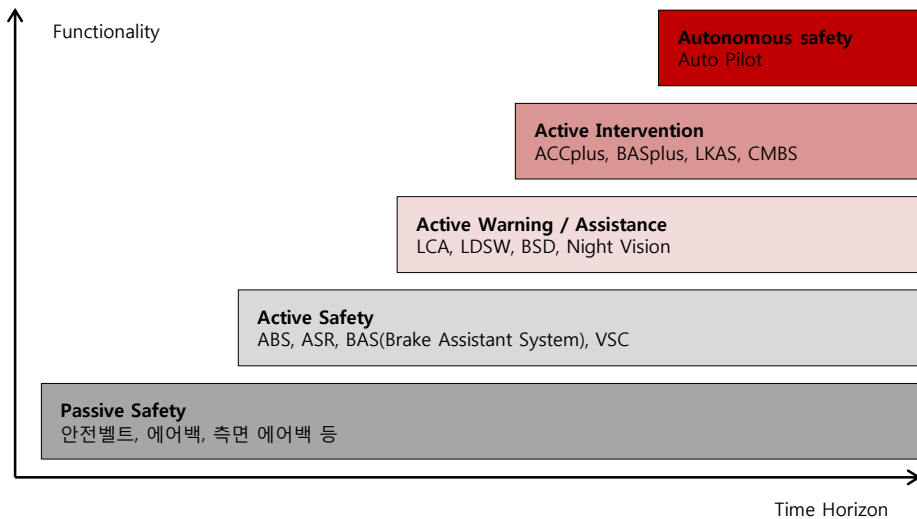 Functionality
Autonomous safety
Auto Pilot
Active Intervention
ACCplus, BASplus, LKAS, CMBS
Active Warning / Assistance
LCA, LDSW, BSD, Night Vision
Active Safety
ABS, ASR, BAS(Brake Assistant System), VSC
Passive Safety
안전벨트, 에어백, 측면 에어백 등
Time Horizon